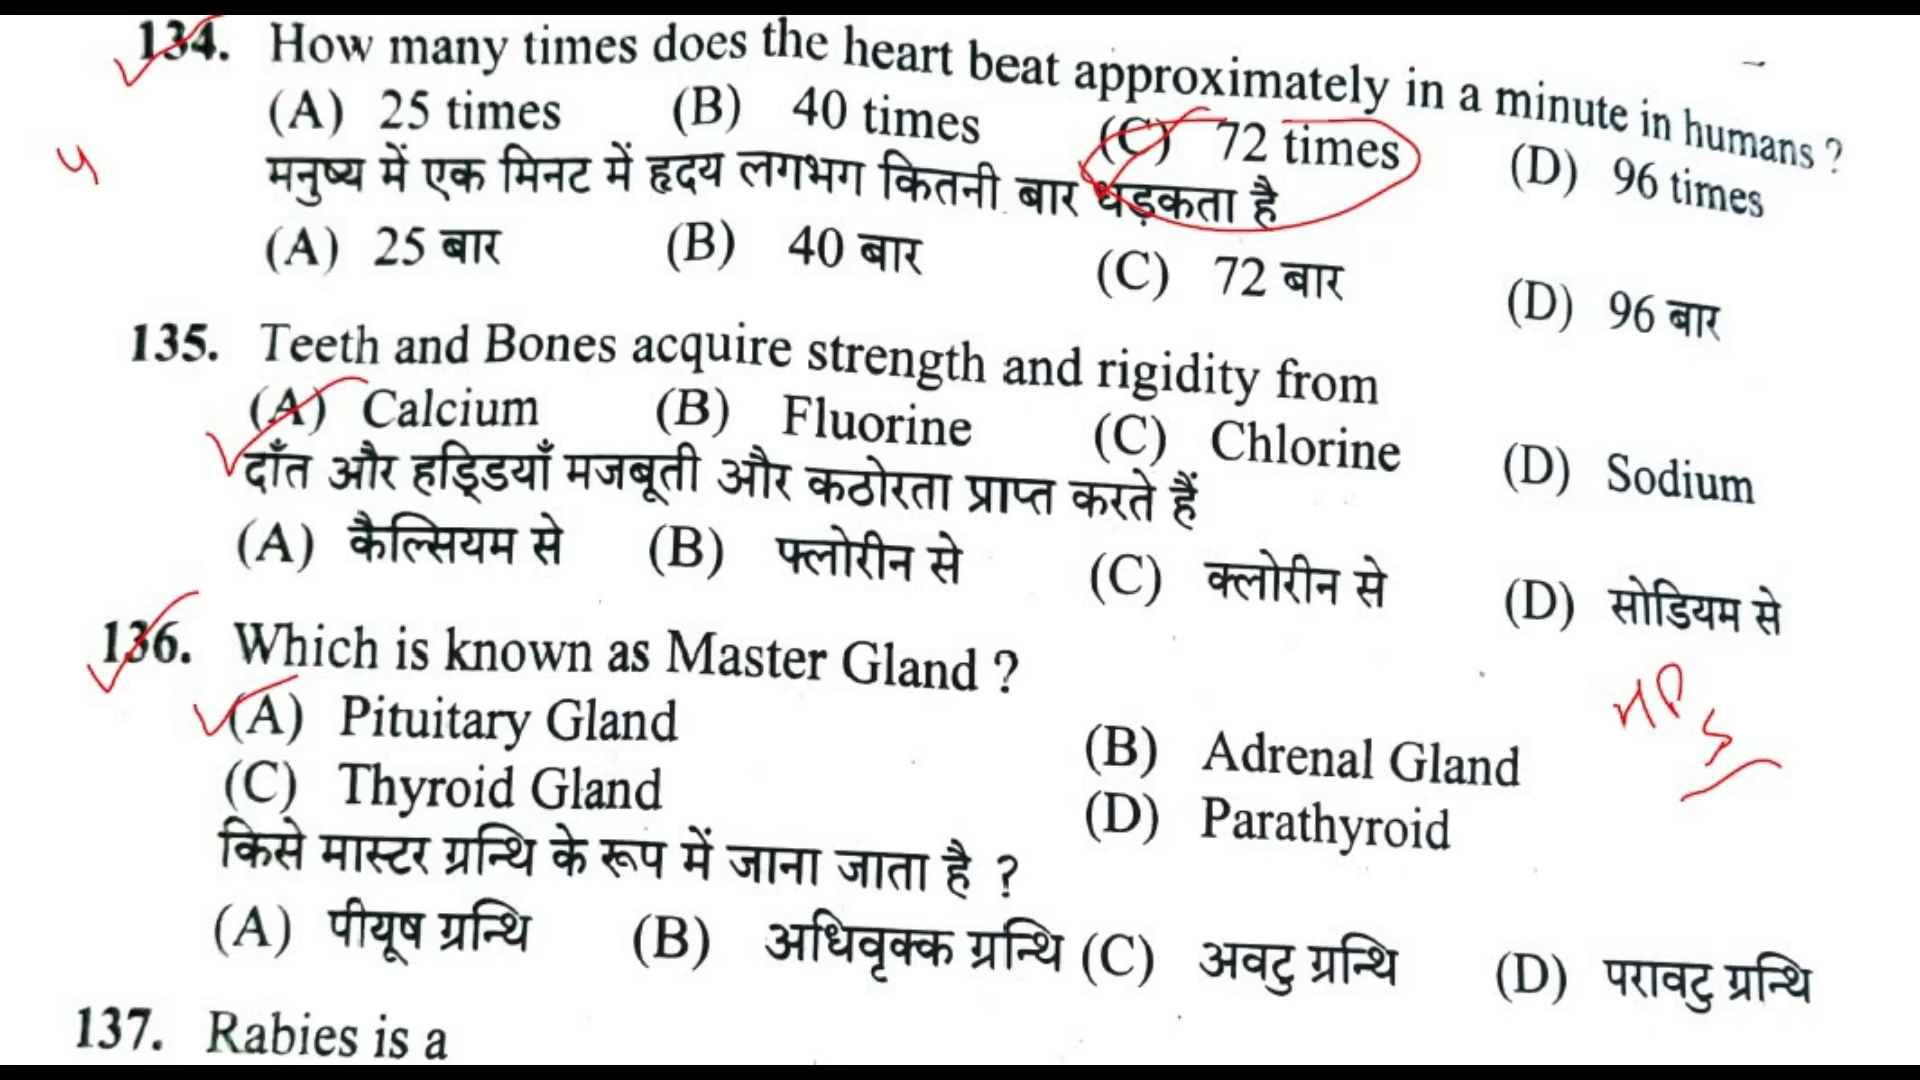 134. How many times does the heart beat approximately in a minute in humans ?
(A) 25 times (B) 40 times (C) 72 times (D) 96 times
मनुष्य में एक मिनट में हृदय लगभग कितनी बार धड़कता है
(A) 25 बार (B) 40 बार (C) 72 बार (D) 96 बार
135. Teeth and Bones acquire strength and rigidity from
(A) Calcium (B) Fluorine (C) Chlorine (D) Sodium
दाँत और हड्डियाँ मजबूती और कठोरता प्राप्त करते हैं
(A) कैल्सियम से (B) फ्लोरीन से (C) क्लोरीन से (D) सोडियम से
136. Which is known as Master Gland ?
(A) Pituitary Gland (B) Adrenal Gland
(C) Thyroid Gland (D) Parathyroid
किसे मास्टर ग्रन्थि के रूप में जाना जाता है ?
(A) पीयूष ग्रन्थि (B) अधिवृक्क ग्रन्थि (C) अवटु ग्रन्थि (D) परावटु ग्रन्थि
137. Rabies is a